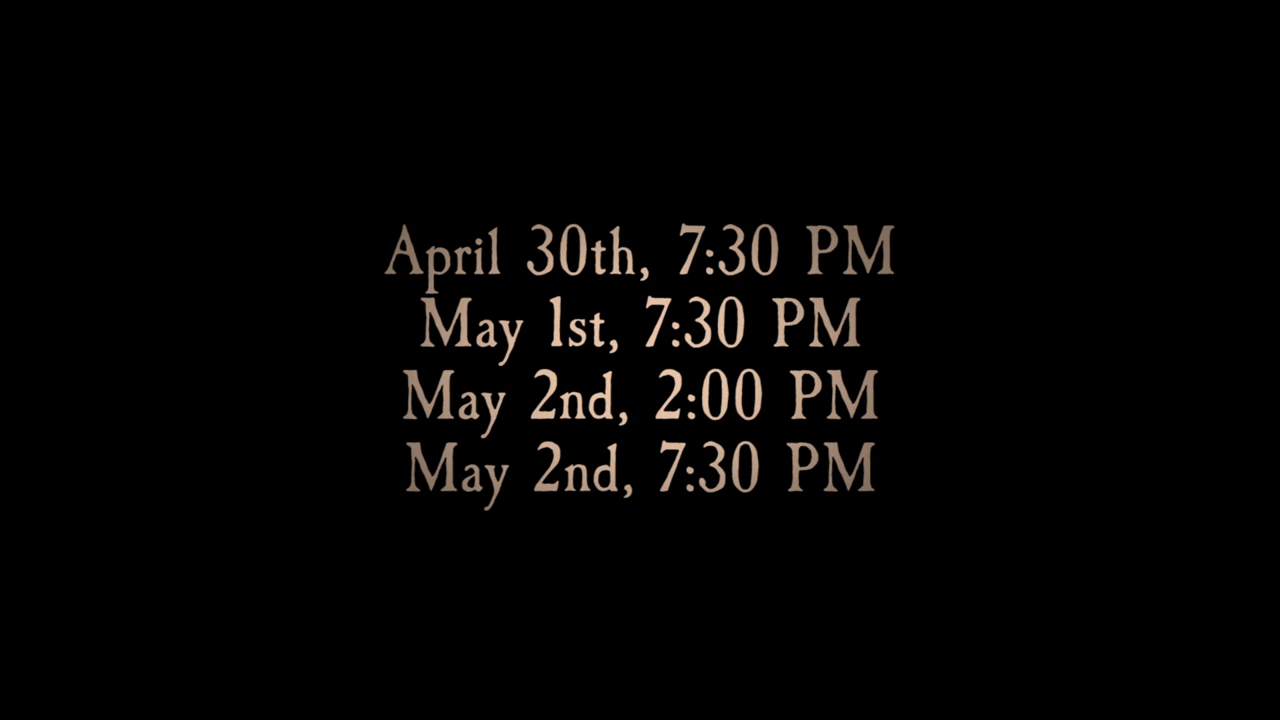 April 30th, 7:30 PM
May 1st, 7:30 PM
May 2nd, 2:00 PM
May 2nd, 7:30 PM